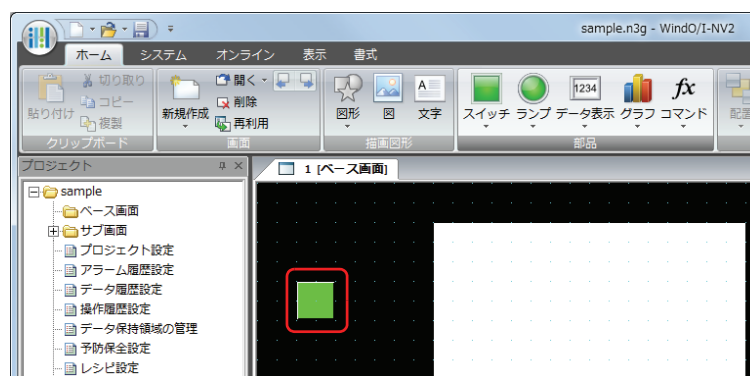 sample.n3g - WindO/I-NV2
ホーム システム オンライン 表示 書式
貼り付け 切り取り コピー 複製
新規作成 開く 削除 再利用
図形 図 A 文字
スイッチ ランプ 1234 データ表示 グラフ fx コマンド
配置
クリップボード 画面 描画図形 部品
プロジェクト
1 [ベース画面]
sample
ベース画面
サブ画面
プロジェクト設定
アラーム履歴設定
データ履歴設定
操作履歴設定
データ保持領域の管理
予防保全設定
レシピ設定